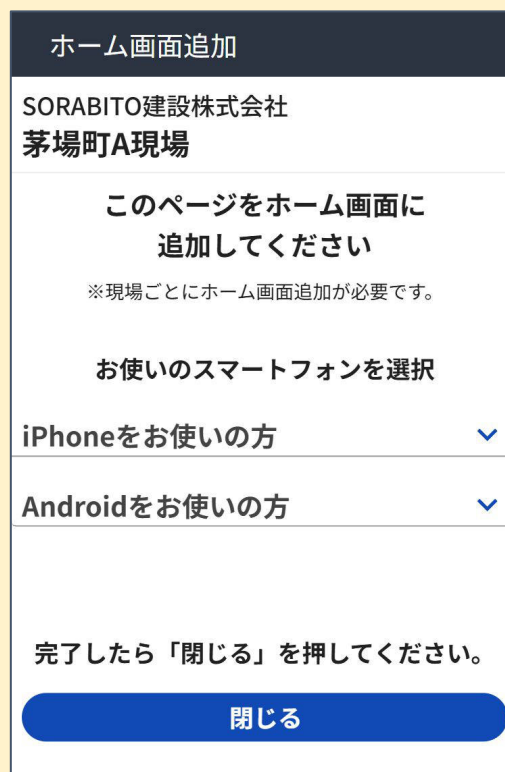 ホーム画面追加
SORABITO建設株式会社
茅場町A現場
このページをホーム画面に
追加してください
※現場ごとにホーム画面追加が必要です。
お使いのスマートフォンを選択
iPhoneをお使いの方
Androidをお使いの方
完了したら「閉じる」を押してください。
閉じる